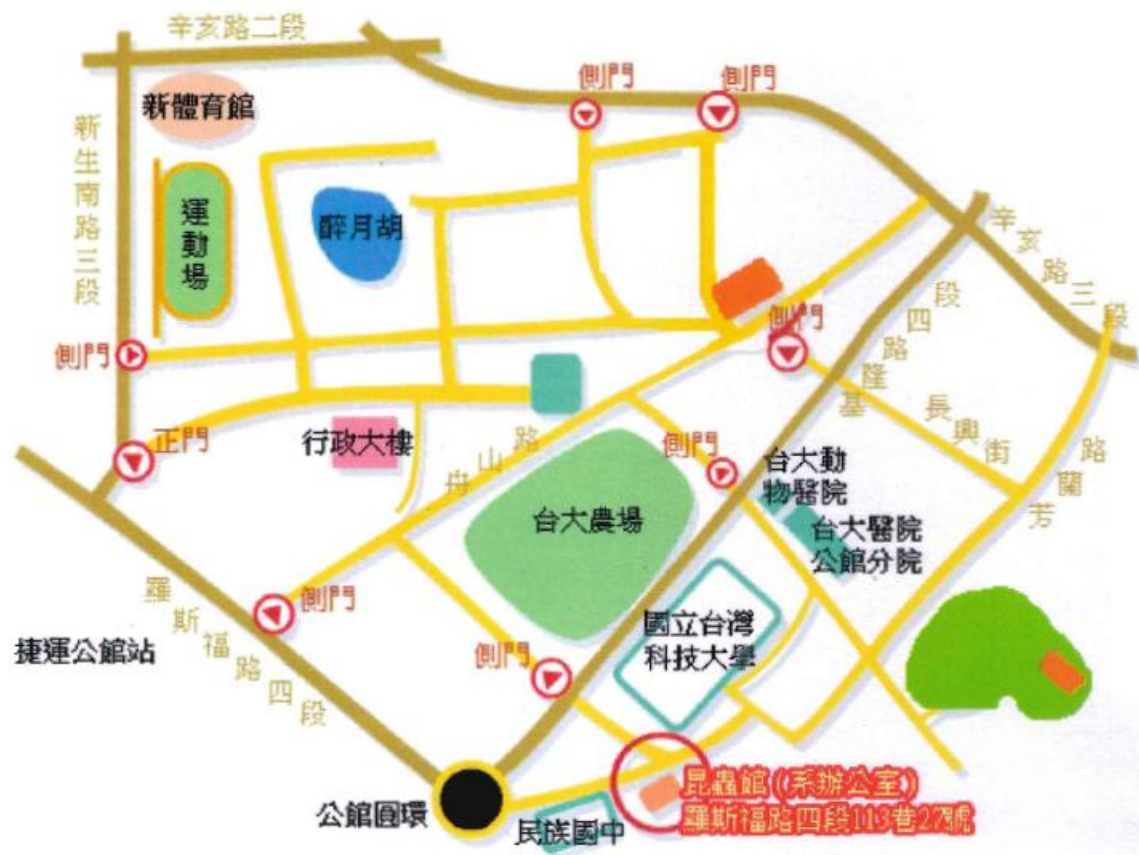 辛亥路二段
側門
側門
新體育館
新生南路三段
運動場
醉月胡
辛亥路三段
側門
側門
基隆路四段
長興街
芳蘭路
正門
行政大樓
舟山路
側門
台大動
物醫院
台大農場
台大醫院
公館分院
側門
羅斯福路四段
捷運公館站
側門
國立台灣
科技大學
昆蟲館(系辦公室)
羅斯福路四段113巷27號
公館圓環
民族國中